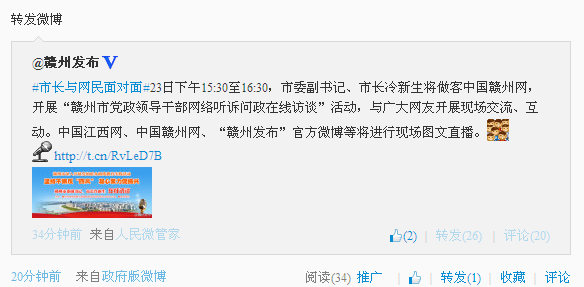 转发微博
@赣州发布
#市长与网民面对面#23日下午15:30至16:30，市委副书记、市长冷新生将做客中国赣州网，
开展“赣州市党政领导干部网络听诉问政在线访谈”活动，与广大网友开展现场交流、互
动。中国江西网、中国赣州网、“赣州发布”官方微博等将进行现场图文直播。
http://t.cn/RvLeD7B
34分钟前 来自人民微管家 (2) | 转发(26) | 评论(20)
20分钟前 来自政府版微博 阅读(34) 推广 | | 转发(1) | 收藏 | 评论